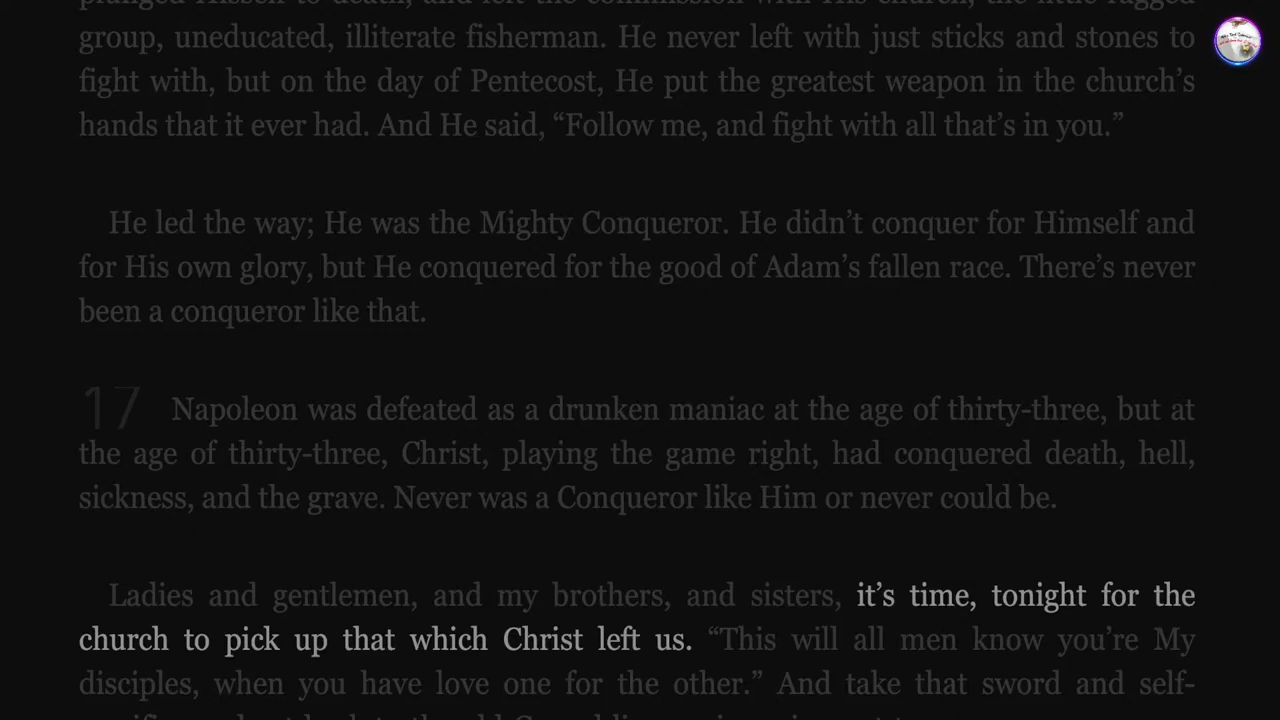 group, uneducated, illiterate fisherman. He never left with just sticks and stones to
fight with, but on the day of Pentecost, He put the greatest weapon in the church’s
hands that it ever had. And He said, “Follow me, and fight with all that’s in you.”
He led the way; He was the Mighty Conqueror. He didn’t conquer for Himself and
for His own glory, but He conquered for the good of Adam’s fallen race. There’s never
been a conqueror like that.
17 Napoleon was defeated as a drunken maniac at the age of thirty-three, but at
the age of thirty-three, Christ, playing the game right, had conquered death, hell,
sickness, and the grave. Never was a Conqueror like Him or never could be.
Ladies and gentlemen, and my brothers, and sisters, it’s time, tonight for the
church to pick up that which Christ left us. “This will all men know you’re My
disciples, when you have love one for the other.” And take that sword and self-